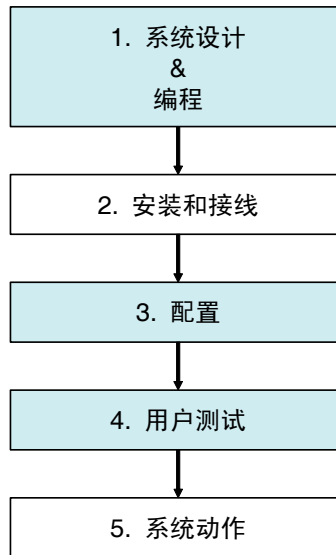 1. 系统设计
&
编程
2. 安装和接线
3. 配置
4. 用户测试
5. 系统动作